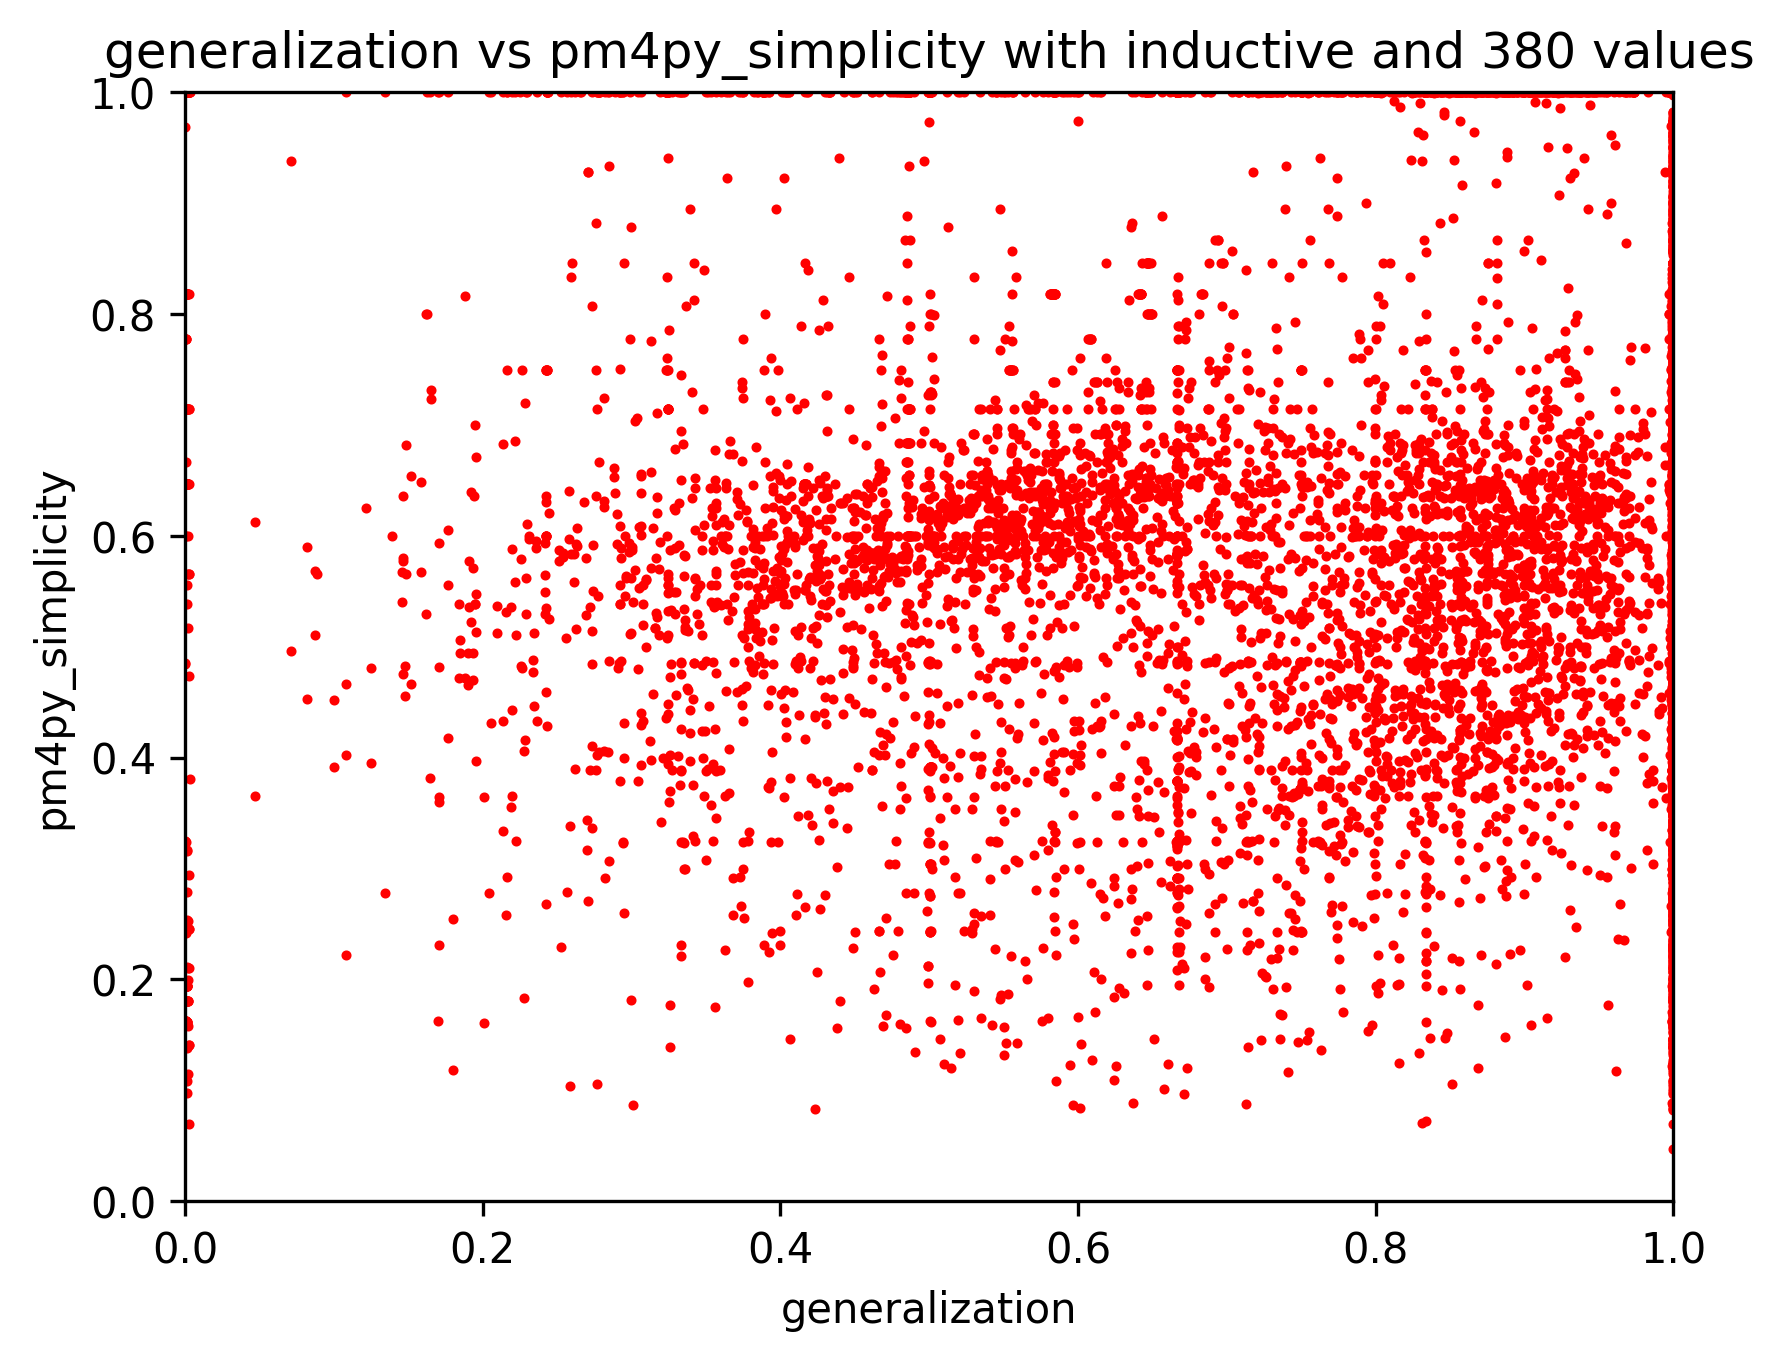 generalization vs pm4py_simplicity with inductive and 380 values
pm4py_simplicity
1.0
0.8
0.6
0.4
0.2
0.0
0.0 0.2 0.4 0.6 0.8 1.0
generalization